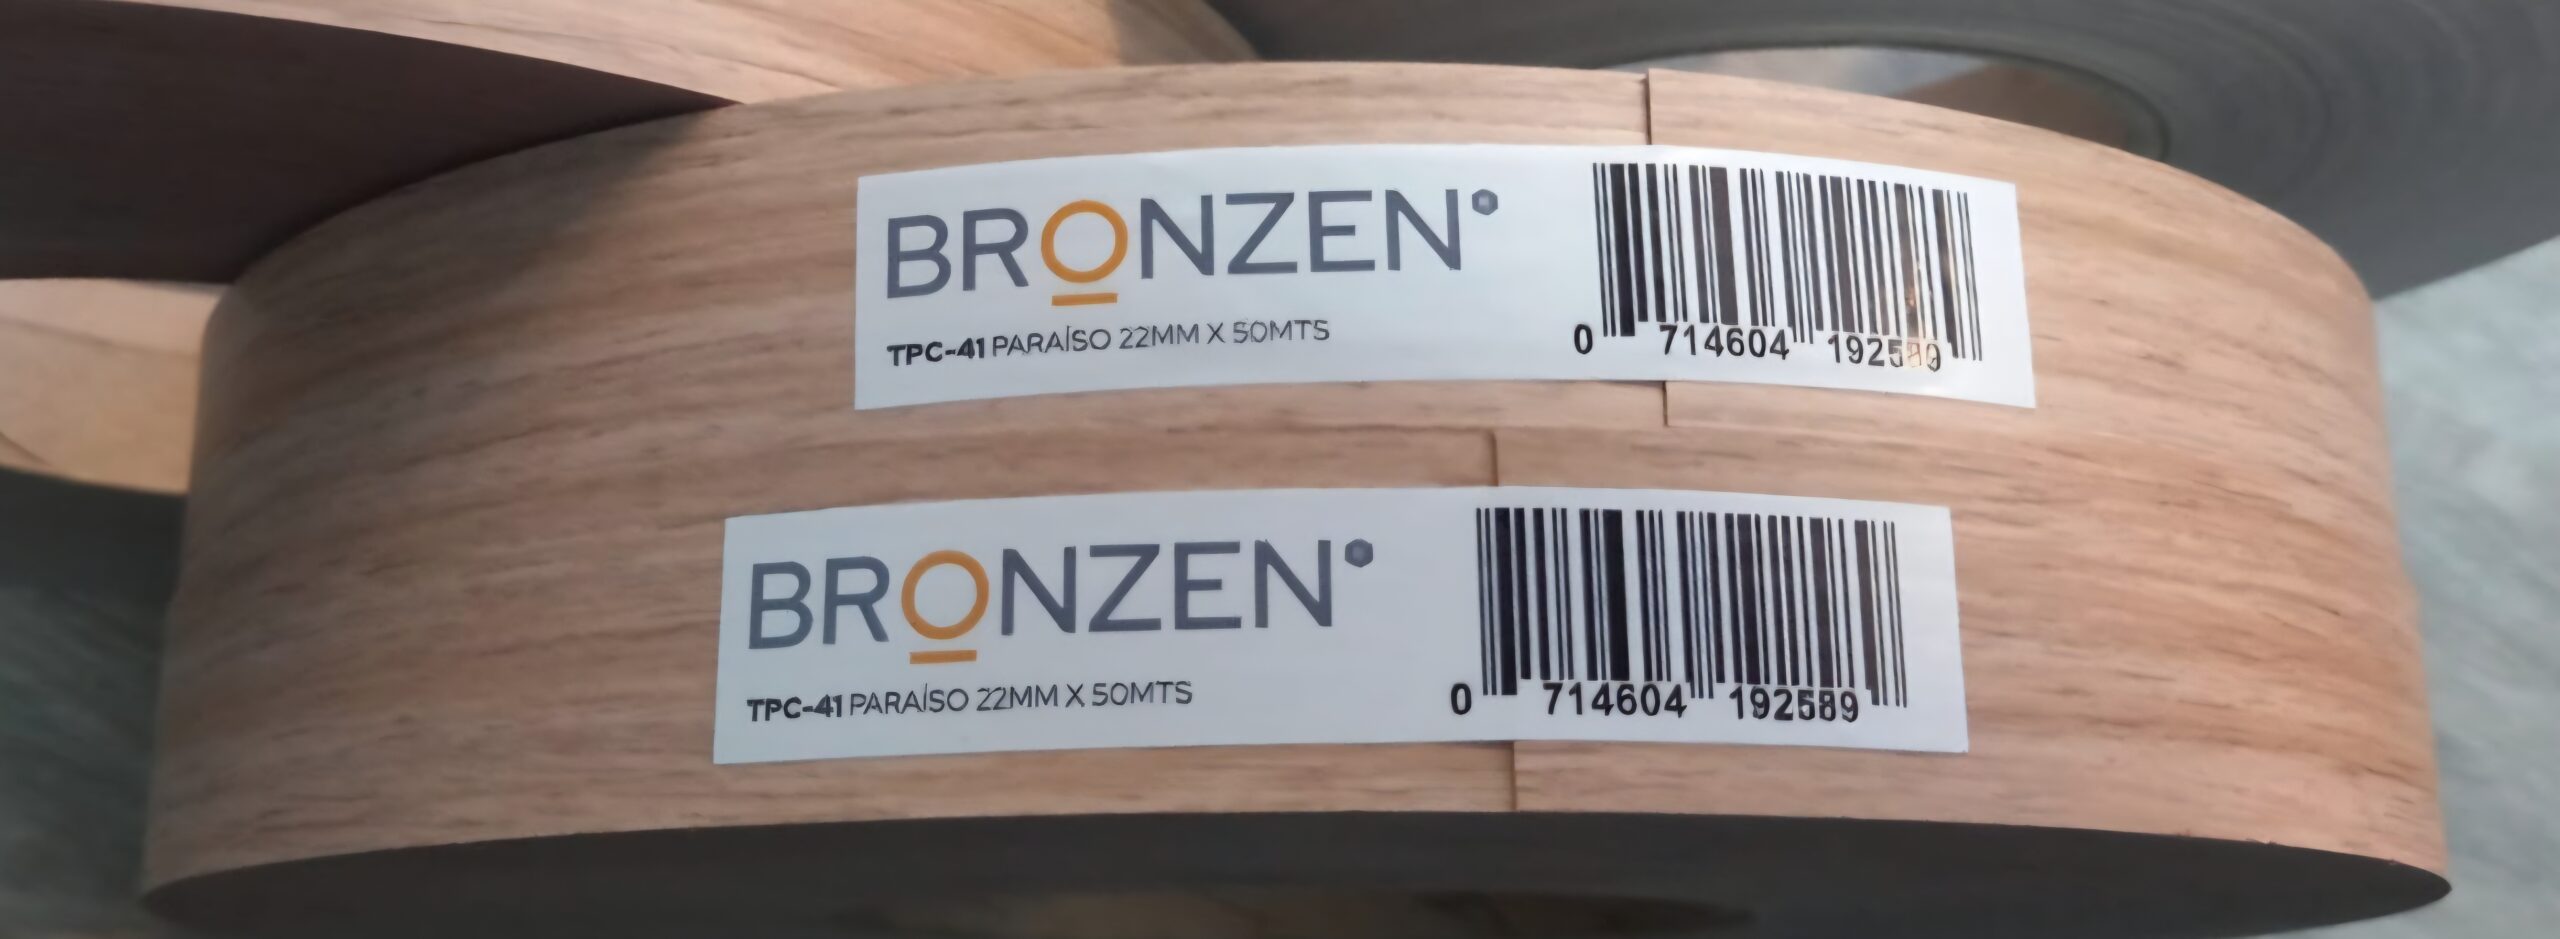 BRONZEN
TPC-41 PARAÍSO 22MM X 50MTS
0 714604 192589
BRONZEN
TPC-41 PARAÍSO 22MM X 50MTS
0 714604 192589